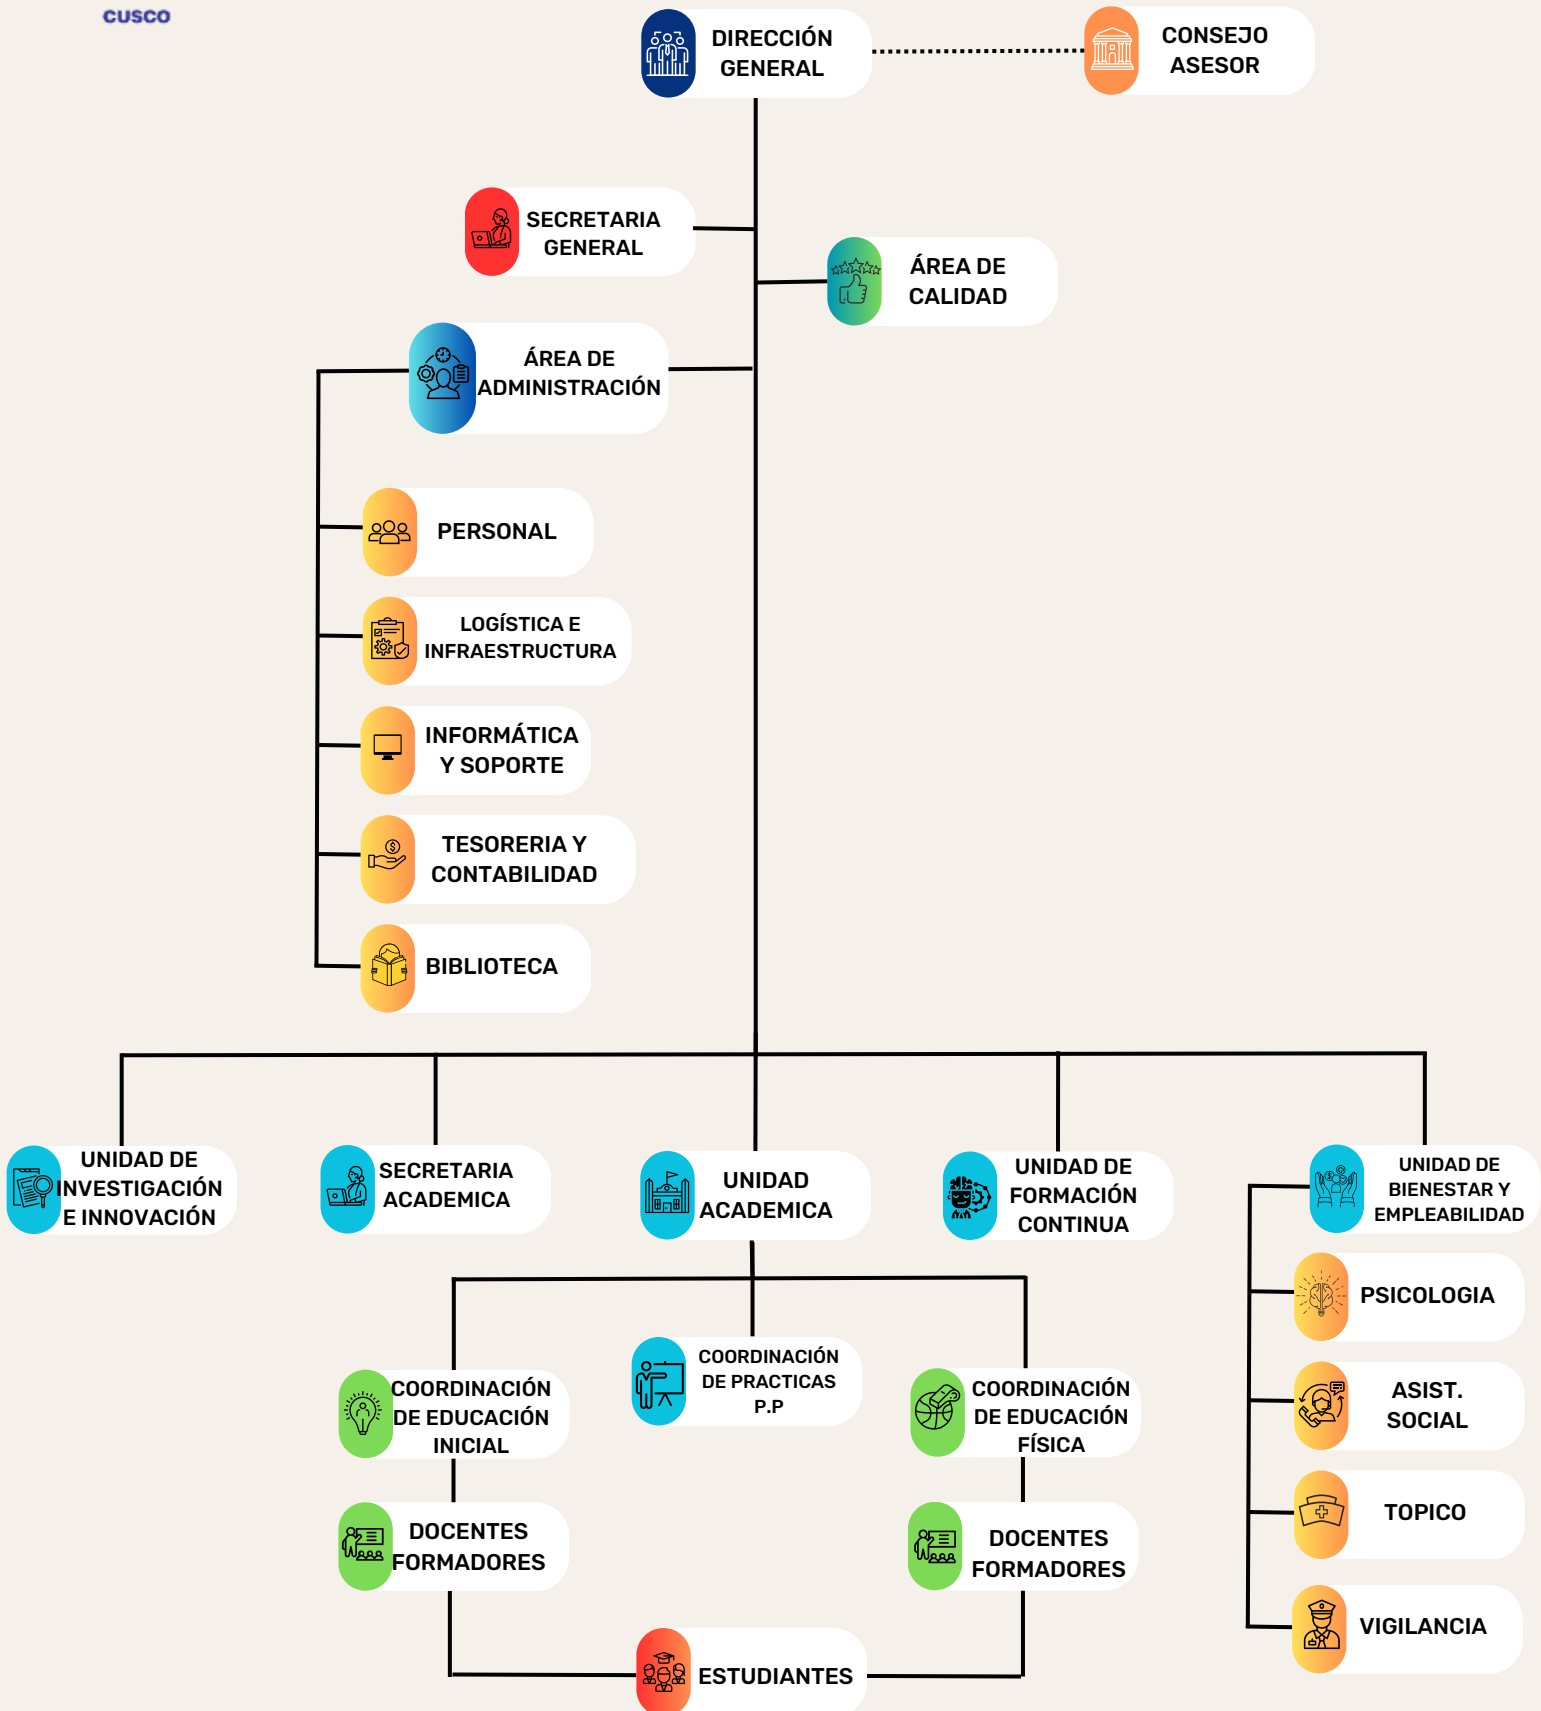 CUSCO
DIRECCIÓN
GENERAL
CONSEJO
ASESOR
SECRETARIA
GENERAL
ÁREA DE
CALIDAD
ÁREA DE
ADMINISTRACIÓN
PERSONAL
LOGÍSTICA E
INFRAESTRUCTURA
INFORMÁTICA
Y SOPORTE
TESORERIA Y
CONTABILIDAD
BIBLIOTECA
UNIDAD DE
INVESTIGACIÓN
E INNOVACIÓN
SECRETARIA
ACADEMICA
UNIDAD
ACADEMICA
UNIDAD DE
FORMACIÓN
CONTINUA
UNIDAD DE
BIENESTAR Y
EMPLEABILIDAD
PSICOLOGIA
ASIST.
SOCIAL
TOPICO
VIGILANCIA
COORDINACIÓN
DE EDUCACIÓN
INICIAL
COORDINACIÓN
DE PRACTICAS
P.P
COORDINACIÓN
DE EDUCACIÓN
FÍSICA
DOCENTES
FORMADORES
DOCENTES
FORMADORES
ESTUDIANTES